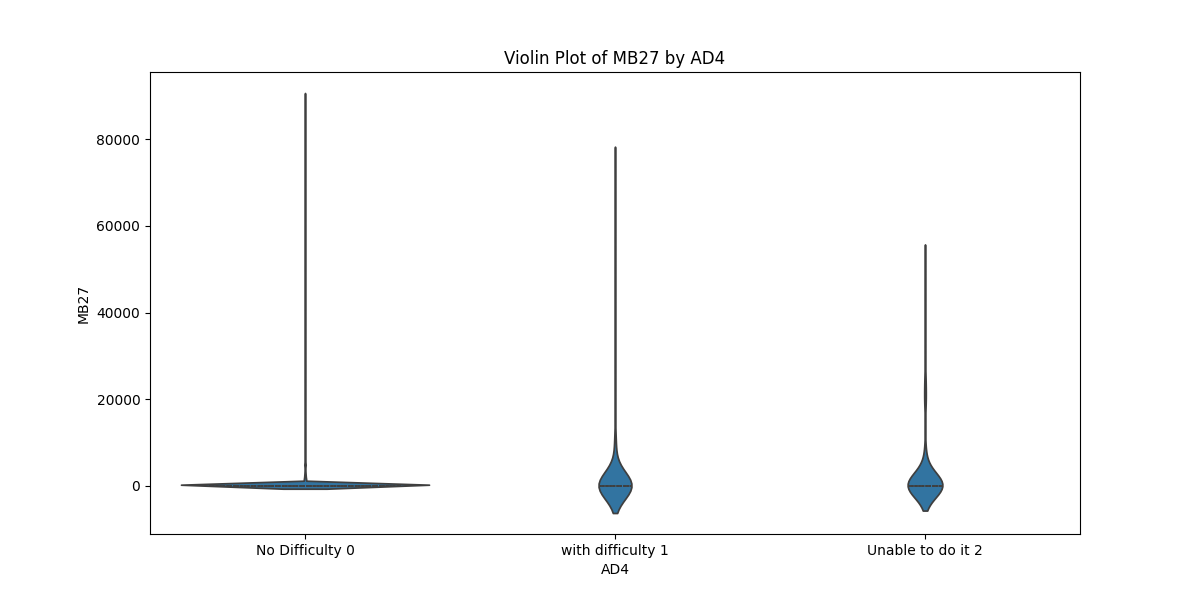 Violin Plot of MB27 by AD4
80000
60000
40000
20000
0
MB27
No Difficulty 0
with difficulty 1
Unable to do it 2
AD4